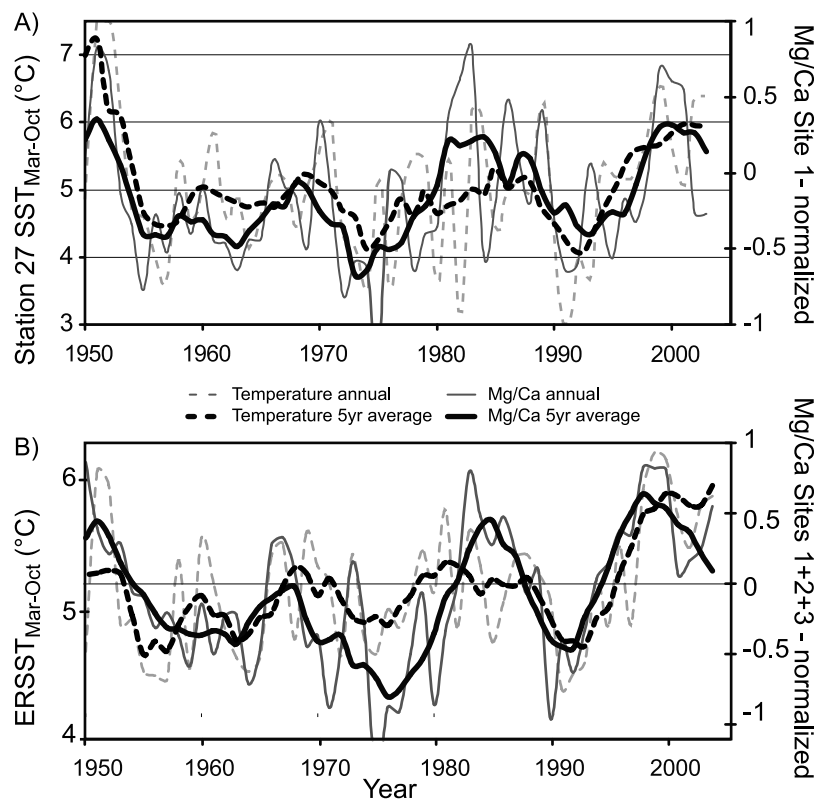 A)
Station 27 SST Mar-Oct (°C)
7
6
5
4
3
1
0.5
0
-0.5
-1
Mg/Ca Site 1- normalized
1950 1960 1970 1980 1990 2000
Temperature annual
Mg/Ca annual
Temperature 5yr average
Mg/Ca 5yr average
B)
ERSST Mar-Oct (°C)
6
5
4
1
0.5
0
-0.5
-1
Mg/Ca Sites 1+2+3 - normalized
1950 1960 1970 1980 1990 2000
Year